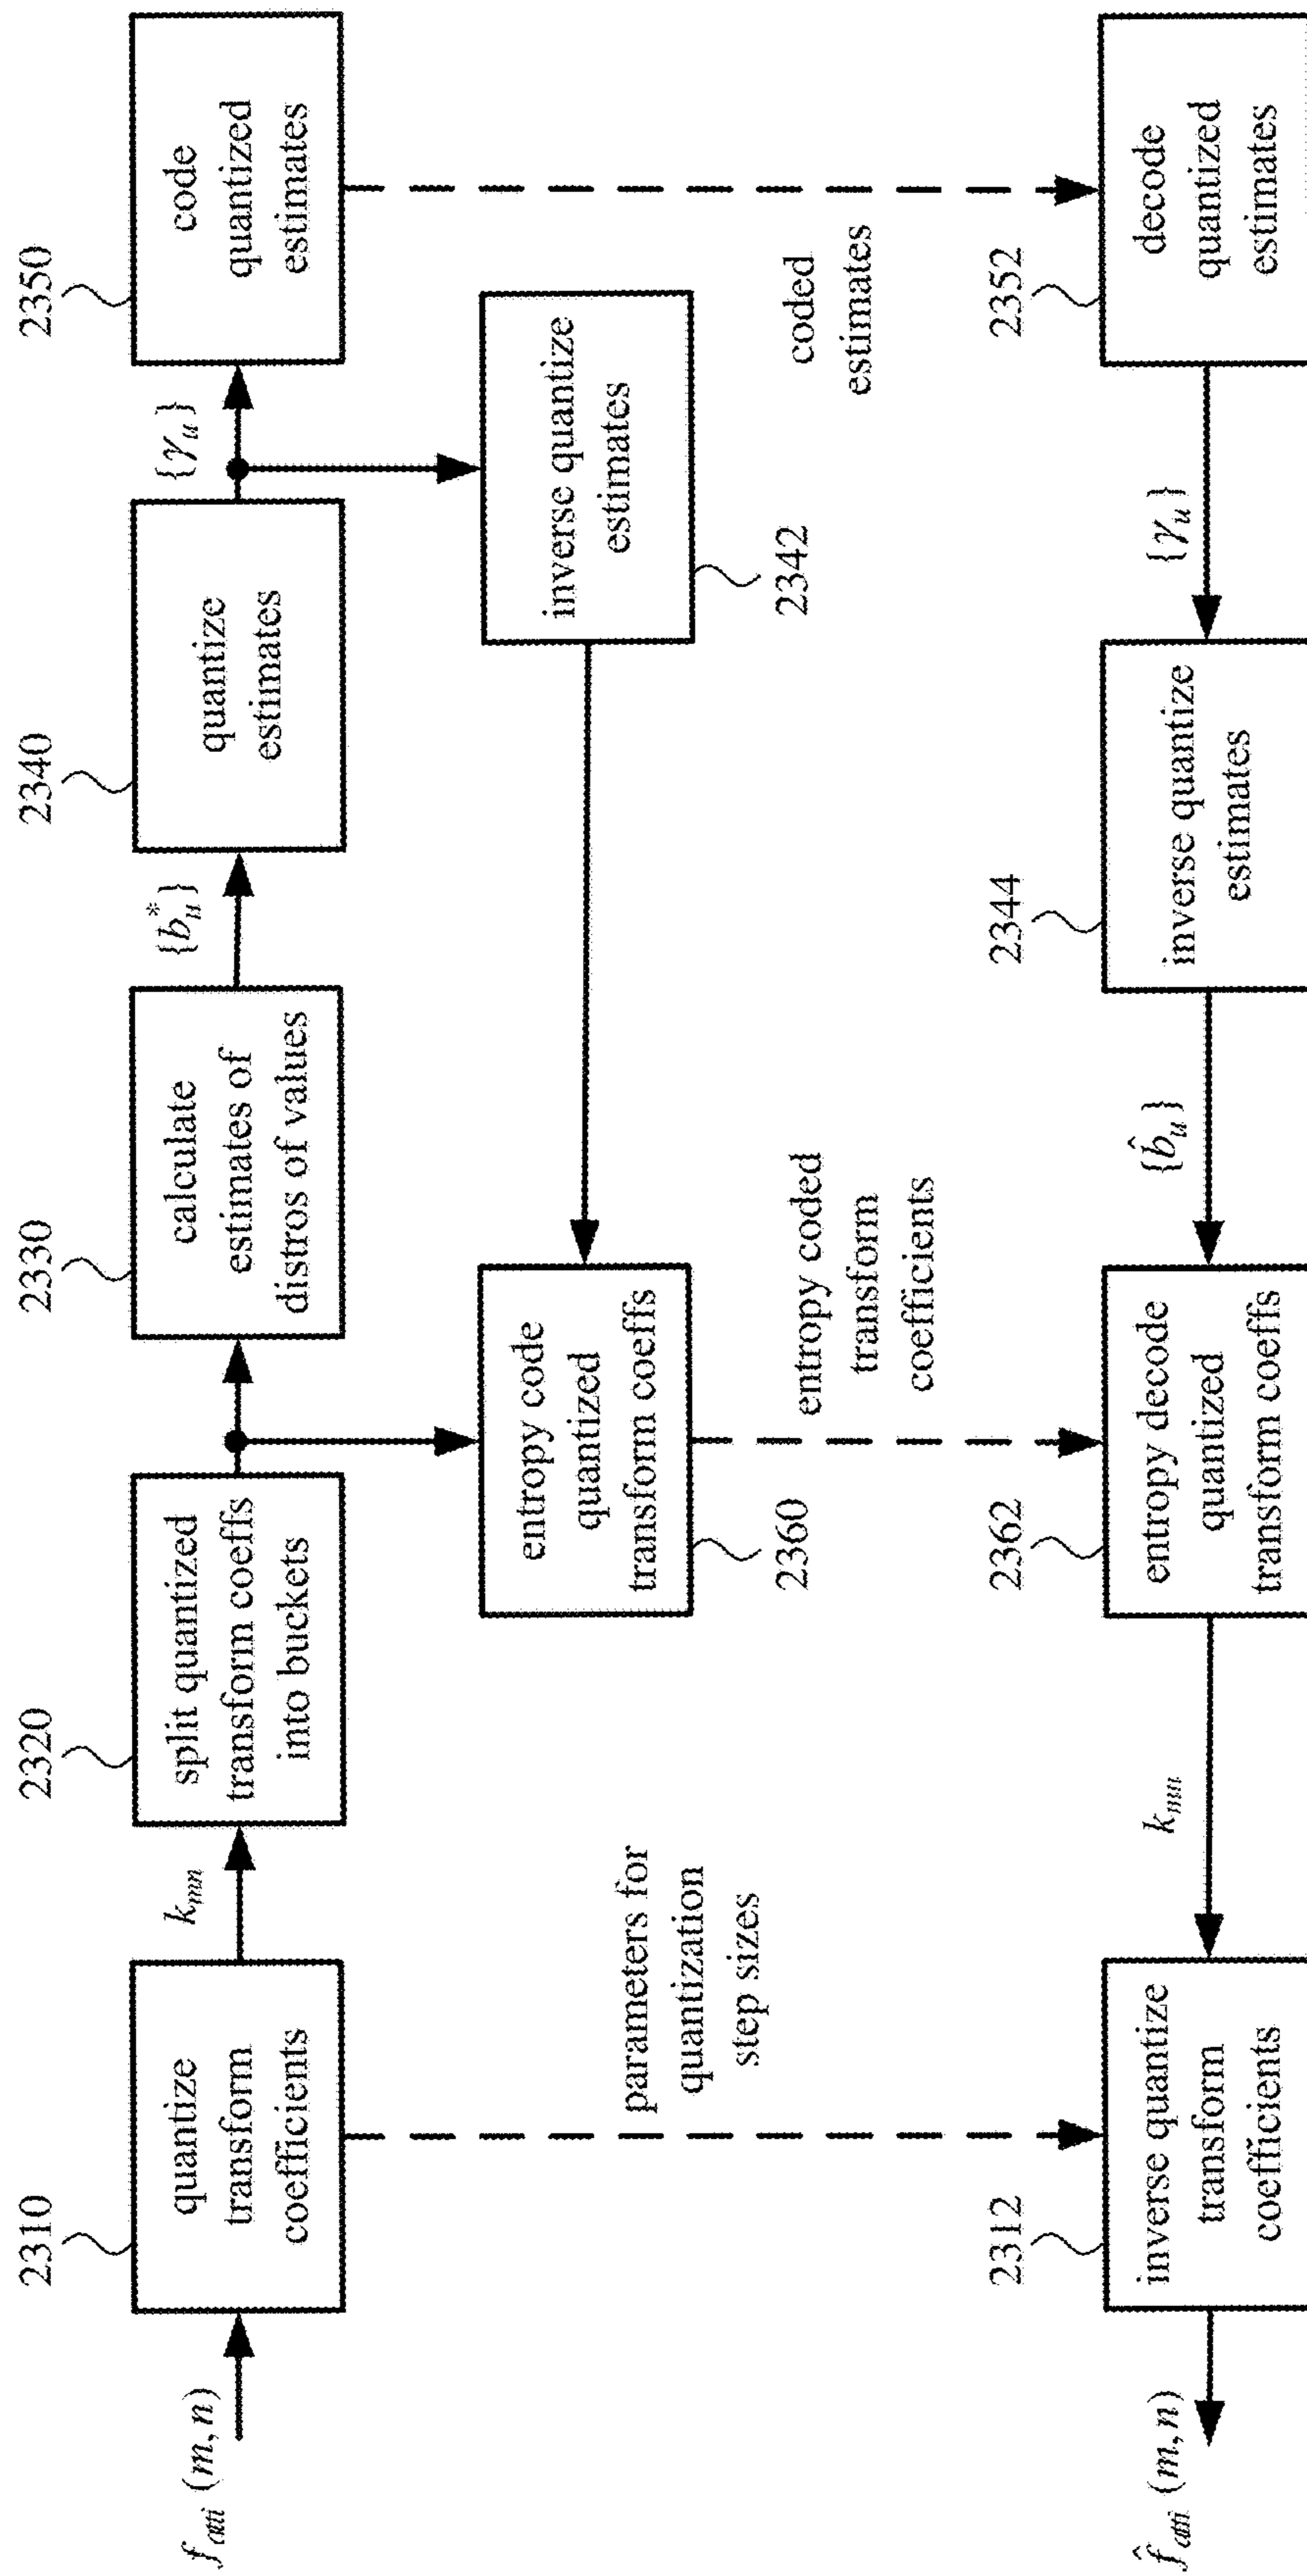 f_atti (m, n)
2310
quantize
transform
coefficients
k_mn
2320
split quantized
transform coeffs
into buckets
2330
calculate
estimates of
distros of values
{b*_u}
2340
quantize
estimates
{γ_u}
2350
code
quantized
estimates
inverse quantize
estimates
2342
entropy code
quantized
transform coeffs
2360
parameters for
quantization
step sizes
entropy coded
transform
coefficients
coded
estimates
2352
decode
quantized
estimates
{γ_u}
2344
inverse quantize
estimates
{b̂_u}
2362
entropy decode
quantized
transform coeffs
k_mn
2312
inverse quantize
transform
coefficients
f̂_atti (m, n)